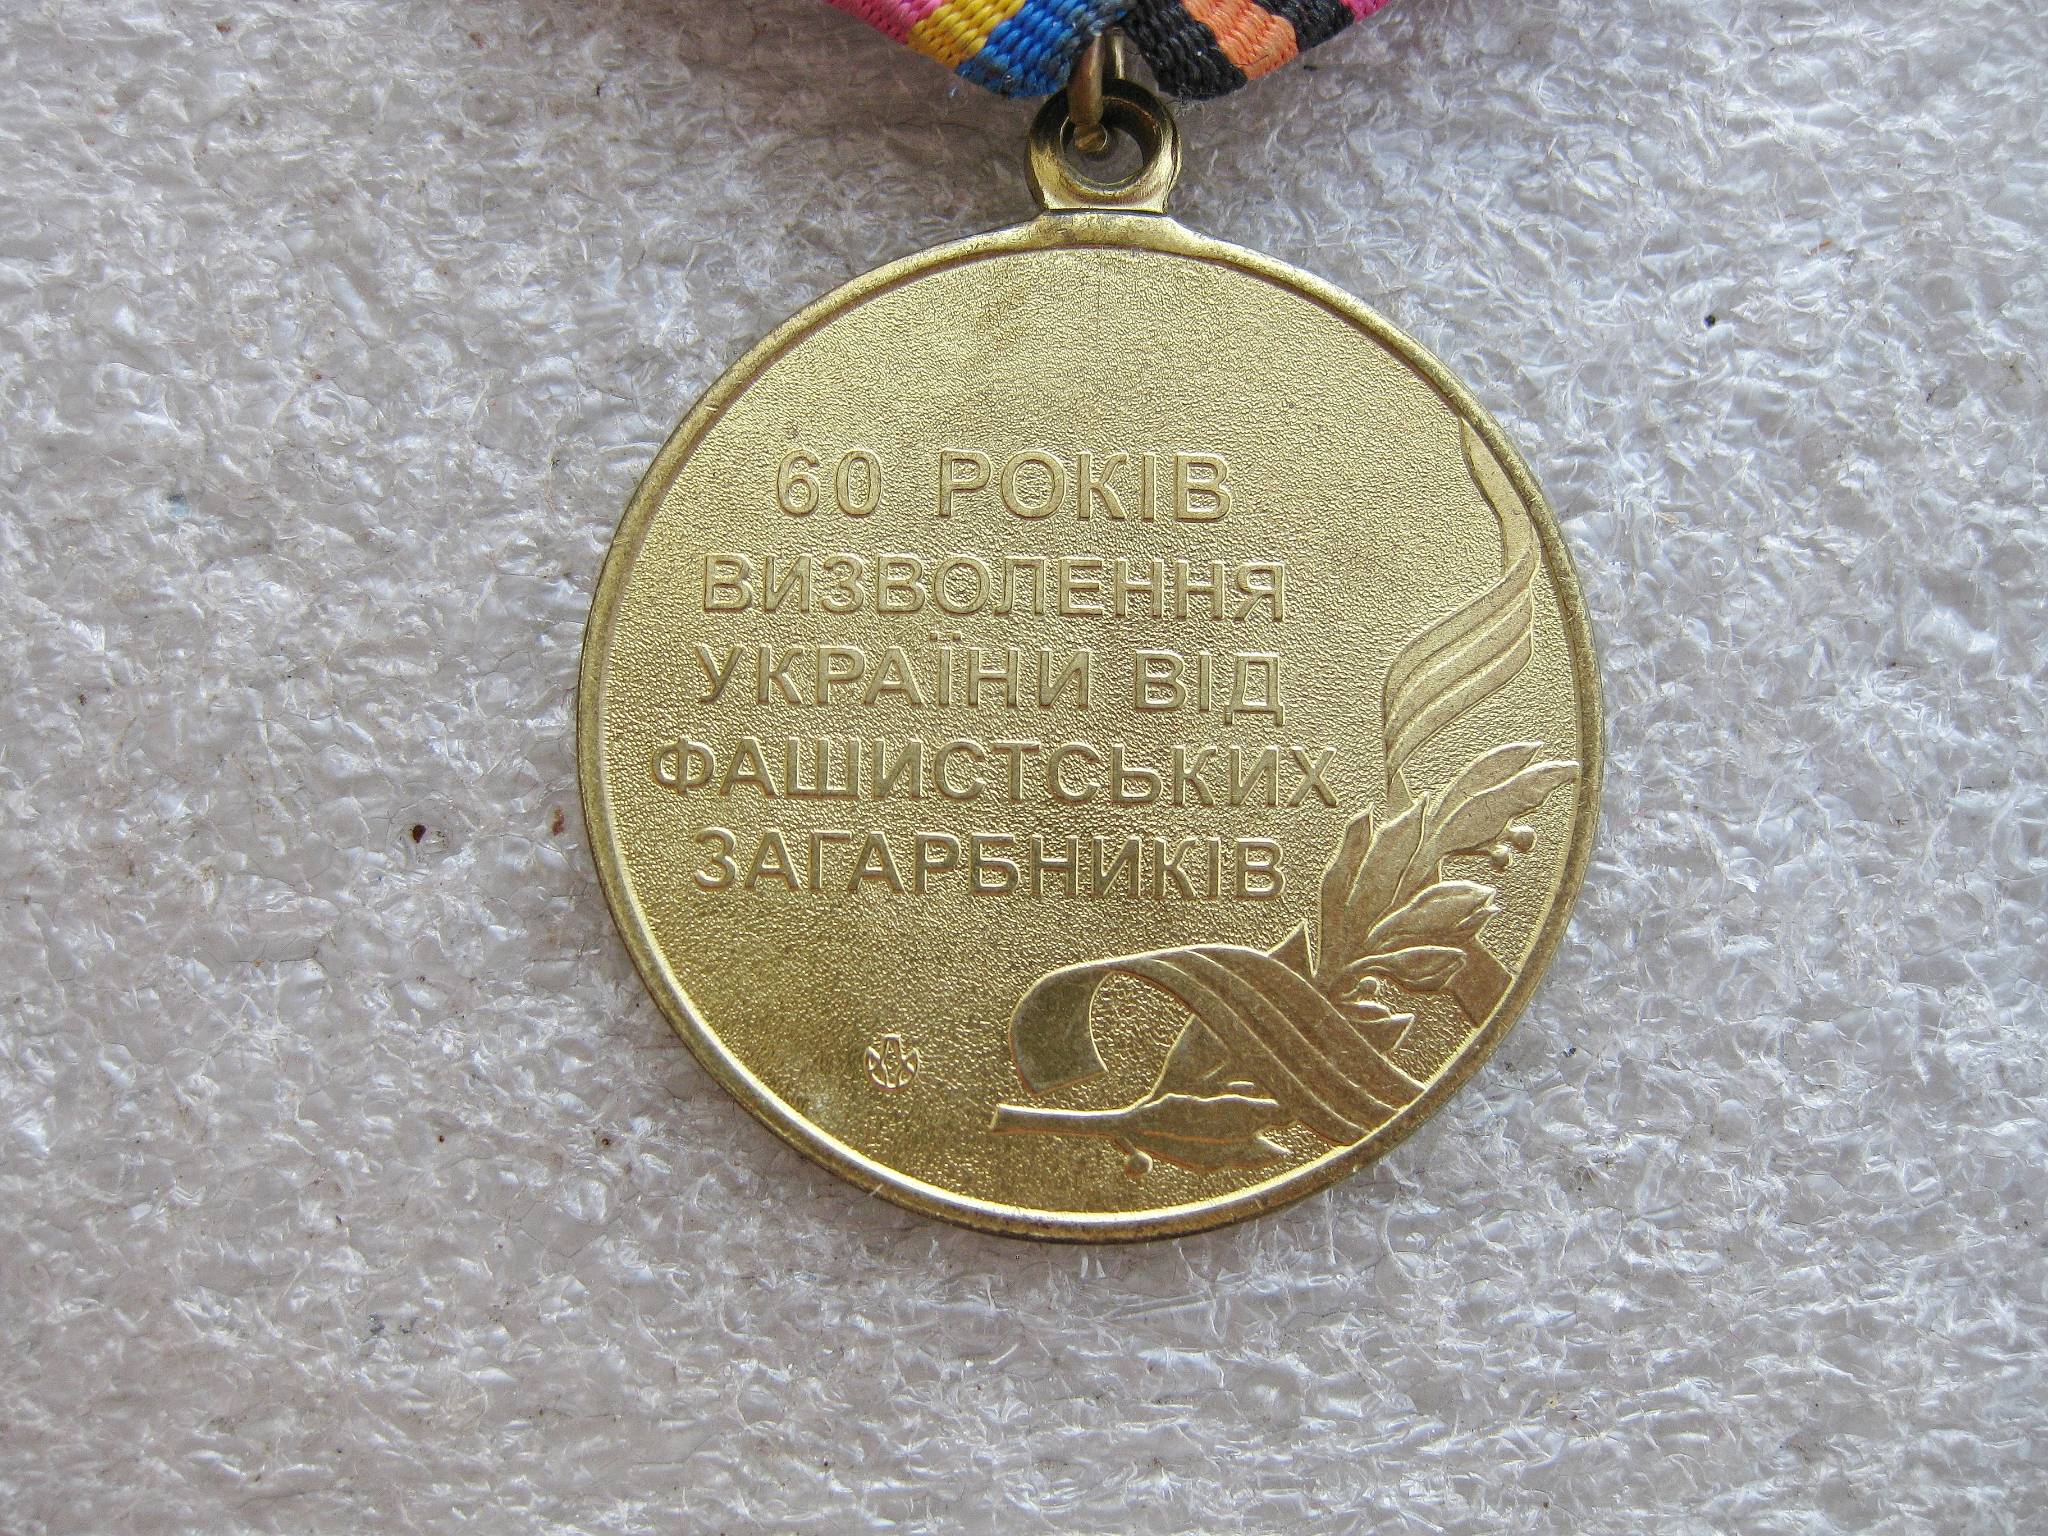 60 РОКІВ
ВИЗВОЛЕННЯ
УКРАЇНИ ВІД
ФАШИСТСЬКИХ
ЗАГАРБНИКІВ